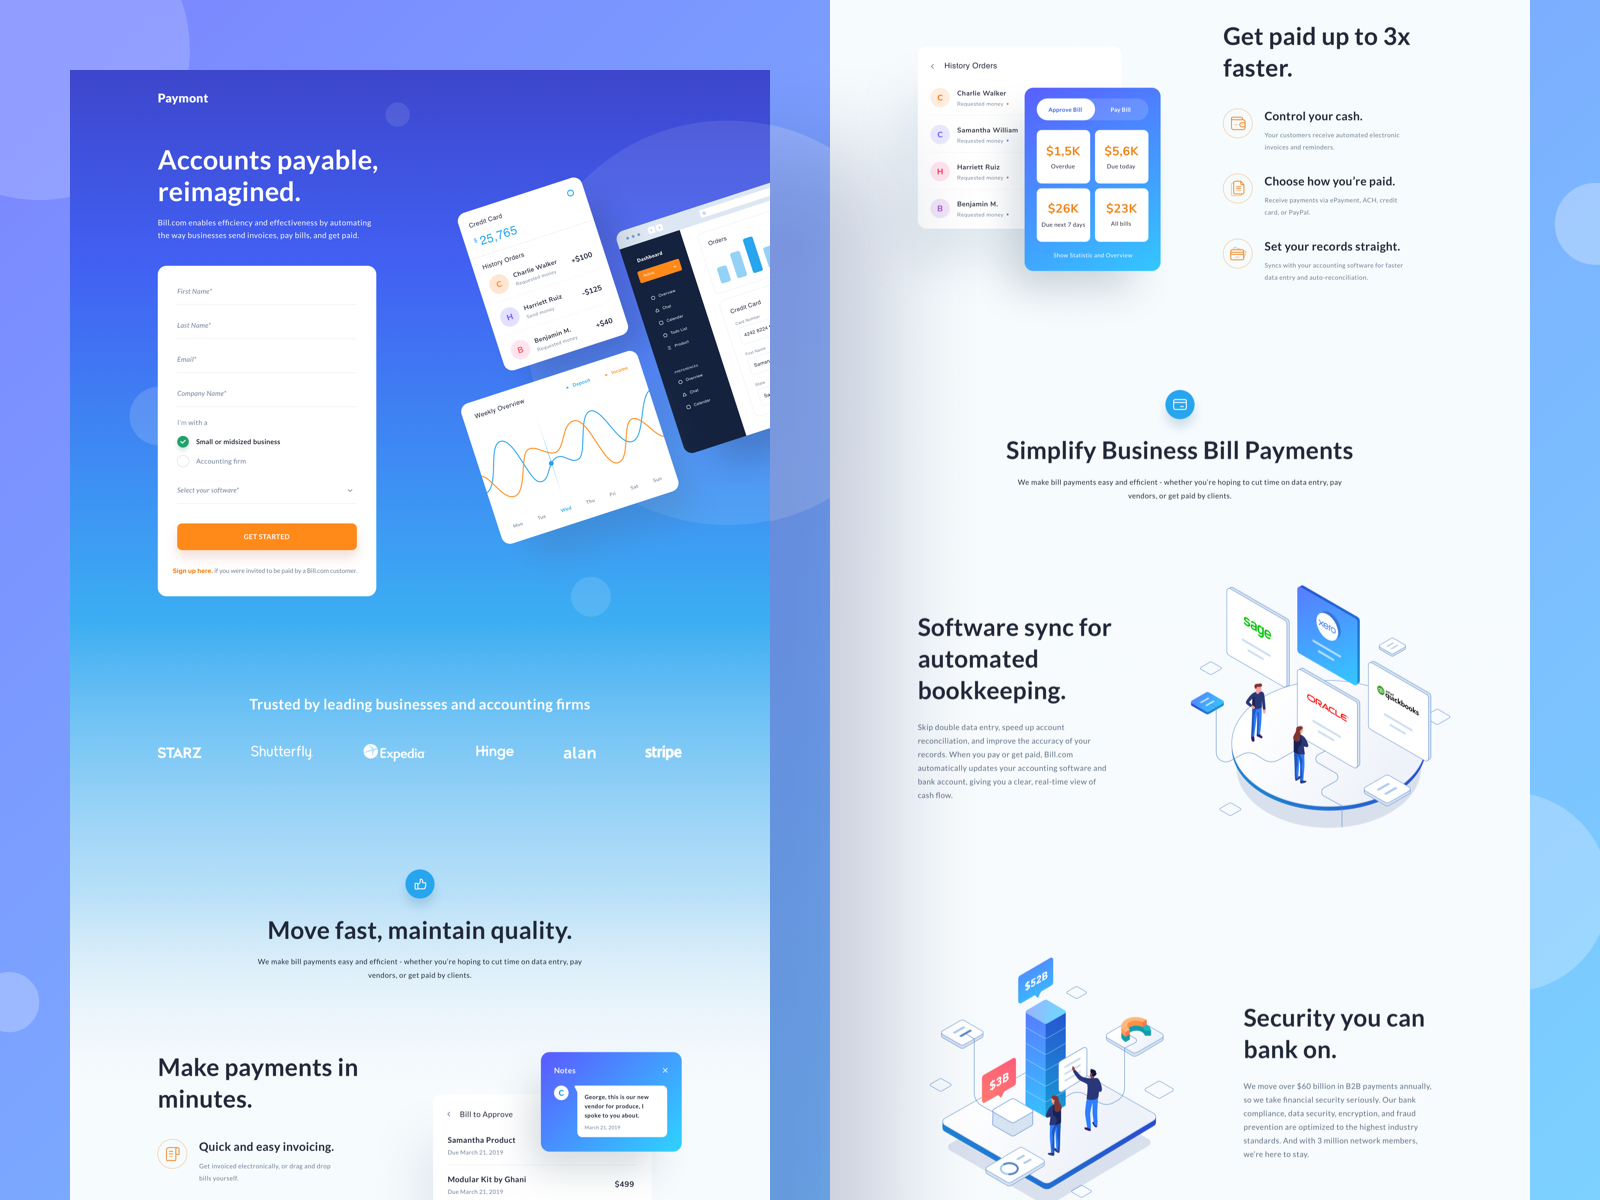 Paymont
Accounts payable,
reimagined.
Bill.com enables efficiency and effectiveness by automating
the way businesses send invoices, pay bills, and get paid.
First Name*
Last Name*
Email*
Company Name*
I'm with a
Small or midsized business
Accounting firm
Select your software*
GET STARTED
Sign up here. if you were invited to be paid by a Bill.com customer.
Credit Card
$ 25,765
History Orders
C Charlie Walker +$100
Requested money
H Harriett Ruiz -$125
Send money
B Benjamin M. +$40
Requested money
Weekly Overview
Deposit Income
Mon Tue Wed Thu Fri Sat Sun
Dashboard
Overview
Chat
Calendar
Todo List
Product
PREFERENCES
Overview
Chat
Calendar
Orders
Credit Card
Card Number
4242 8224
First Name
Saman
State
Sa
Trusted by leading businesses and accounting firms
STARZ Shutterfly Expedia Hinge alan stripe
Move fast, maintain quality.
We make bill payments easy and efficient - whether you're hoping to cut time on data entry, pay
vendors, or get paid by clients.
Make payments in
minutes.
Quick and easy invoicing.
Get invoiced electronically, or drag and drop
bills yourself.
Bill to Approve
Samantha Product
Due March 21, 2019
Modular Kit by Ghani
Due March 21, 2019
$499
Notes
C
George, this is our new
vendor for produce, I
spoke to you about.
March 21, 2019
History Orders
C Charlie Walker
Requested money
C Samantha William
Requested money
H Harriett Ruiz
Requested money
B Benjamin M.
Requested money
Approve Bill Pay Bill
$1,5K $5,6K
Overdue Due today
$26K $23K
Due next 7 days All bills
Show Statistic and Overview
Get paid up to 3x
faster.
Control your cash.
Your customers receive automated electronic
invoices and reminders.
Choose how you're paid.
Receive payments via ePayment, ACH, credit
card, or PayPal.
Set your records straight.
Syncs with your accounting software for faster
data entry and auto-reconciliation.
Simplify Business Bill Payments
We make bill payments easy and efficient - whether you're hoping to cut time on data entry, pay
vendors, or get paid by clients.
Software sync for
automated
bookkeeping.
Skip double data entry, speed up account
reconciliation, and improve the accuracy of your
records. When you pay or get paid, Bill.com
automatically updates your accounting software and
bank account, giving you a clear, real-time view of
cash flow.
sage
xero
ORACLE
quickbooks
$52B
$3B
Security you can
bank on.
We move over $60 billion in B2B payments annually,
so we take financial security seriously. Our bank
compliance, data security, encryption, and fraud
prevention are optimized to the highest industry
standards. And with 3 million network members,
we're here to stay.